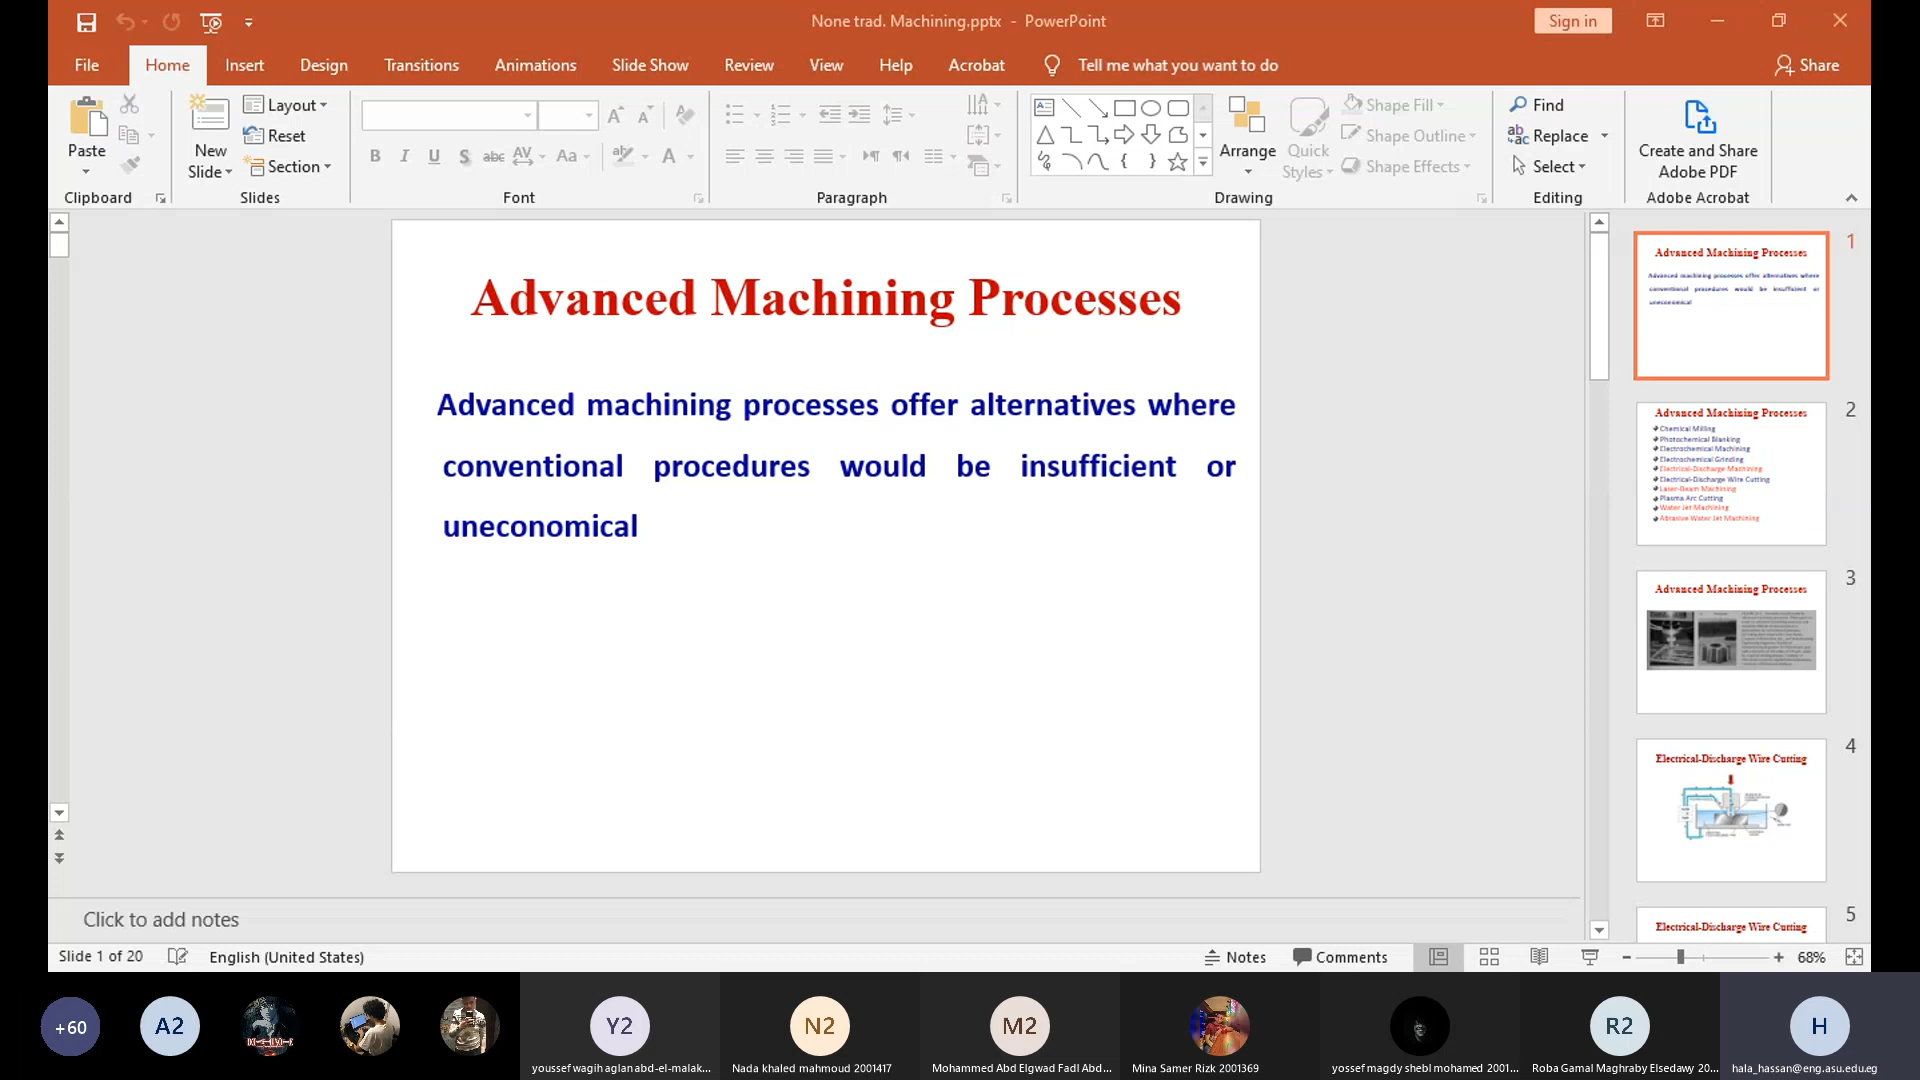 None trad. Machining.pptx - PowerPoint
Sign in
File Home Insert Design Transitions Animations Slide Show Review View Help Acrobat Tell me what you want to do Share
Paste
Clipboard
New Slide
Layout
Reset
Section
Slides
B I U S abc AV Aa A
Font
Paragraph
Arrange
Quick Styles
Shape Fill
Shape Outline
Shape Effects
Drawing
Find
Replace
Select
Editing
Create and Share Adobe PDF
Adobe Acrobat
Advanced Machining Processes
Advanced machining processes offer alternatives where
conventional procedures would be insufficient or
uneconomical
1
Advanced Machining Processes
Advanced machining processes offer alternatives where
conventional procedures would be insufficient or
uneconomical
2
Advanced Machining Processes
Chemical Milling
Photochemical Blanking
Electrochemical Machining
Electrochemical Grinding
Electrical-Discharge Machining
Electrical-Discharge Wire Cutting
Laser-Beam Machining
Plasma Arc Cutting
Water Jet Machining
Abrasive Water Jet Machining
3
Advanced Machining Processes
4
Electrical-Discharge Wire Cutting
5
Electrical-Discharge Wire Cutting
Click to add notes
Slide 1 of 20 English (United States) Notes Comments 68%
+60 A2 Y2 N2 M2 R2 H
youssef wagih aglan abd-el-malak...
Nada khaled mahmoud 2001417
Mohammed Abd Elgwad Fadl Abd...
Mina Samer Rizk 2001369
yossef magdy shebl mohamed 2001...
Roba Gamal Maghraby Elsedawy 20...
hala_hassan@eng.asu.edu.eg